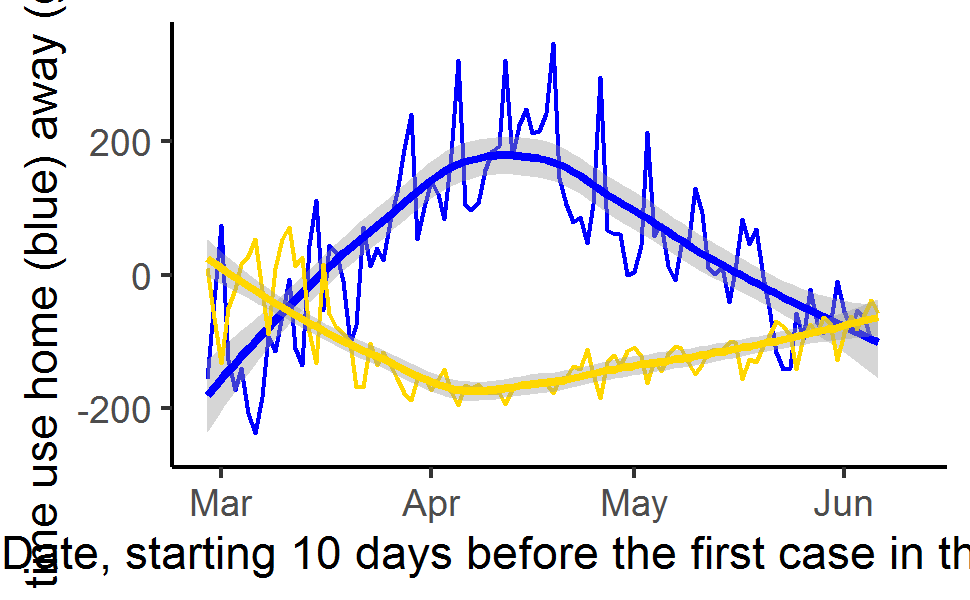 time use home (blue) away (
200
0
-200
Mar Apr May Jun
Date, starting 10 days before the first case in th